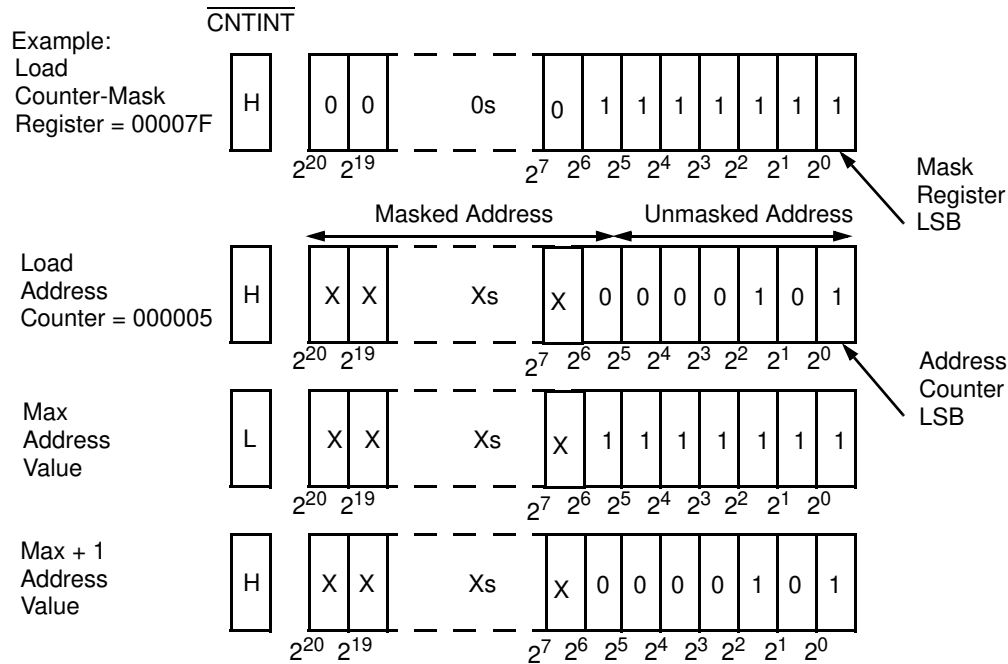 CNTINT
Example:
Load
Counter-Mask
Register = 00007F
H
0 0 0s 0 1 1 1 1 1 1 1
2^20 2^19 2^7 2^6 2^5 2^4 2^3 2^2 2^1 2^0
Mask
Register
LSB
Masked Address Unmasked Address
Load
Address
Counter = 000005
H
X X Xs X 0 0 0 0 1 0 1
2^20 2^19 2^7 2^6 2^5 2^4 2^3 2^2 2^1 2^0
Address
Counter
LSB
Max
Address
Value
L
X X Xs X 1 1 1 1 1 1 1
2^20 2^19 2^7 2^6 2^5 2^4 2^3 2^2 2^1 2^0
Max + 1
Address
Value
H
X X Xs X 0 0 0 0 1 0 1
2^20 2^19 2^7 2^6 2^5 2^4 2^3 2^2 2^1 2^0